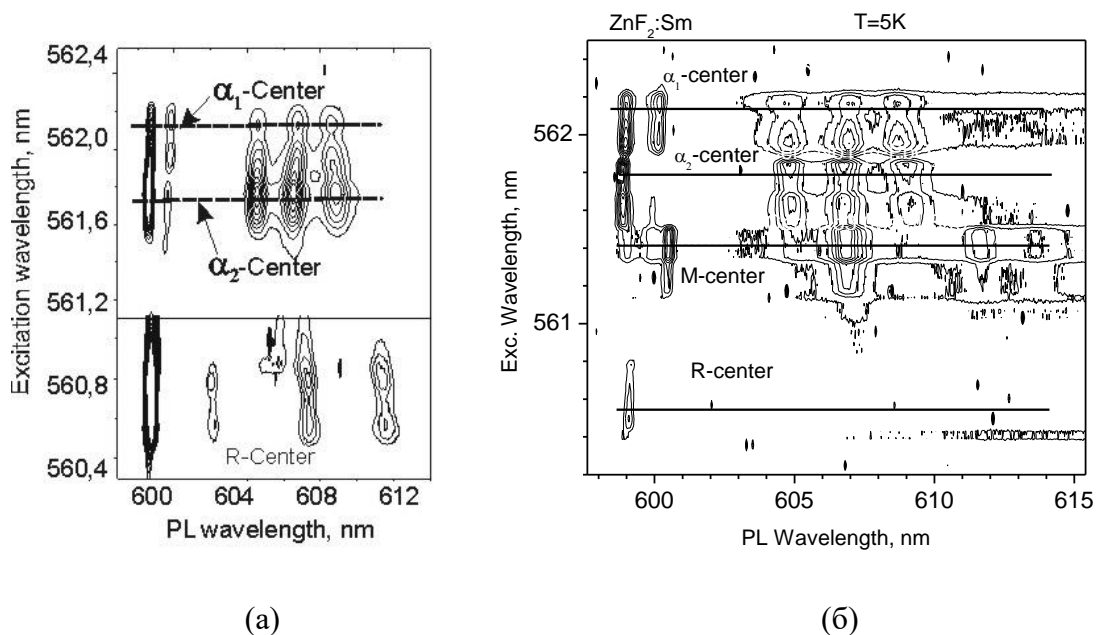 562,4
562,0
561,6
561,2
560,8
560,4
Excitation wavelength, nm
α₁-Center
α₂-Center
R-Center
600 604 608 612
PL wavelength, nm
(а)
ZnF₂:Sm T=5K
562
561
Exc. Wavelength, nm
α₁-center
α₂-center
M-center
R-center
600 605 610 615
PL Wavelength, nm
(б)